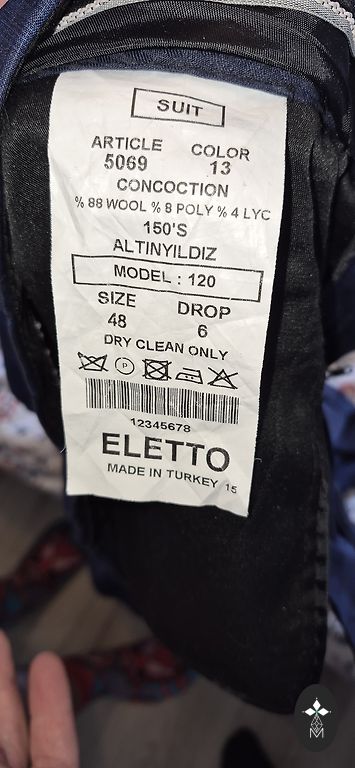 SUIT
ARTICLE COLOR
5069 13
CONCOCTION
% 88 WOOL % 8 POLY % 4 LYC
150'S
ALTINYILDIZ
MODEL : 120
SIZE DROP
48 6
DRY CLEAN ONLY
P
12345678
ELETTO
MADE IN TURKEY 15
M